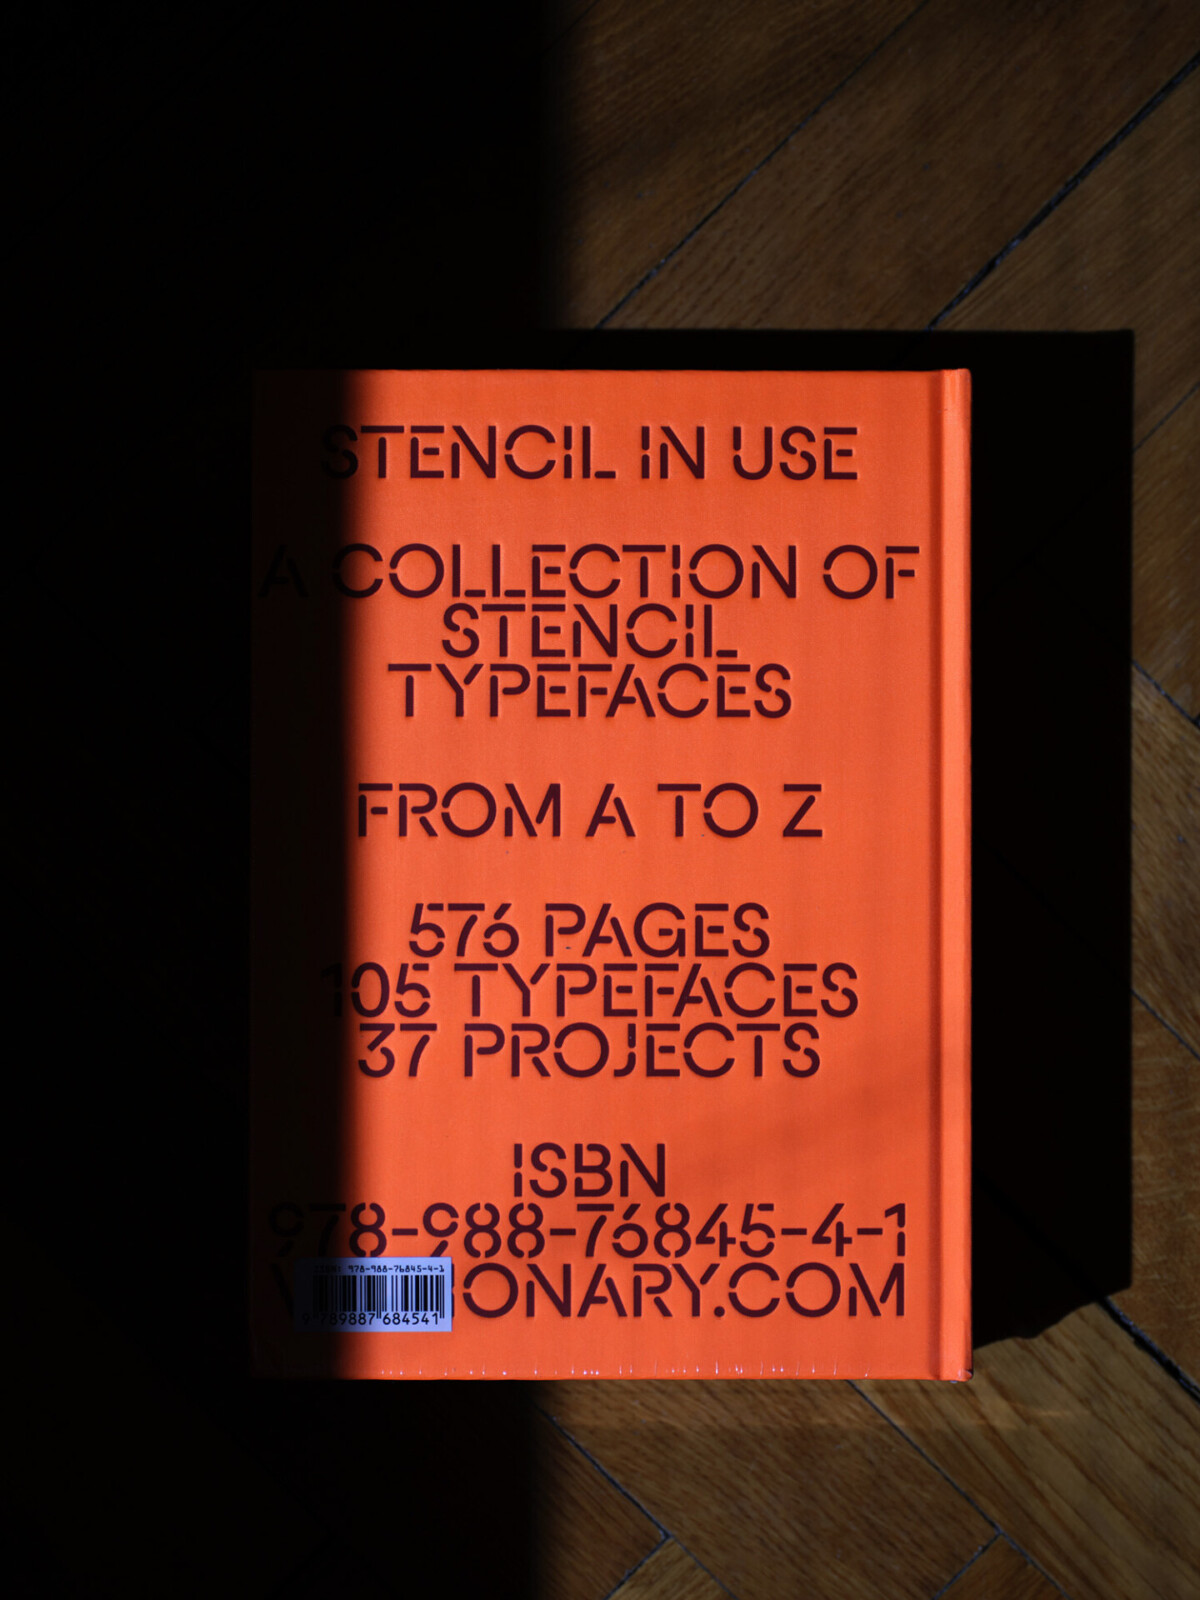 STENCIL IN USE
A COLLECTION OF
STENCIL
TYPEFACES
FROM A TO Z
576 PAGES
105 TYPEFACES
37 PROJECTS
ISBN
978-988-76845-4-1
ISBN: 978-988-76845-4-1
9 789887 684541